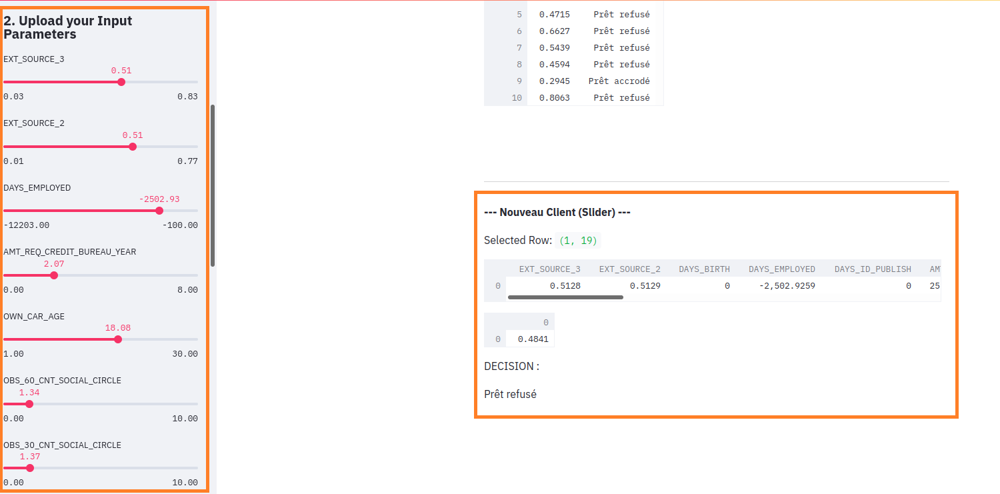 2. Upload your Input
Parameters
EXT_SOURCE_3
0.51
0.03 0.83
EXT_SOURCE_2
0.51
0.01 0.77
DAYS_EMPLOYED
-2502.93
-12203.00 -100.00
AMT_REQ_CREDIT_BUREAU_YEAR
2.07
0.00 8.00
OWN_CAR_AGE
18.08
1.00 30.00
OBS_60_CNT_SOCIAL_CIRCLE
1.34
0.00 10.00
OBS_30_CNT_SOCIAL_CIRCLE
1.37
0.00 10.00
5 0.4715 Prêt refusé
6 0.6627 Prêt refusé
7 0.5439 Prêt refusé
8 0.4594 Prêt refusé
9 0.2945 Prêt accrodé
10 0.8063 Prêt refusé
--- Nouveau Client (Slider) ---
Selected Row: (1, 19)
EXT_SOURCE_3 EXT_SOURCE_2 DAYS_BIRTH DAYS_EMPLOYED DAYS_ID_PUBLISH AM
0 0.5128 0.5129 0 -2,502.9259 0 25
0
0 0.4841
DECISION :
Prêt refusé